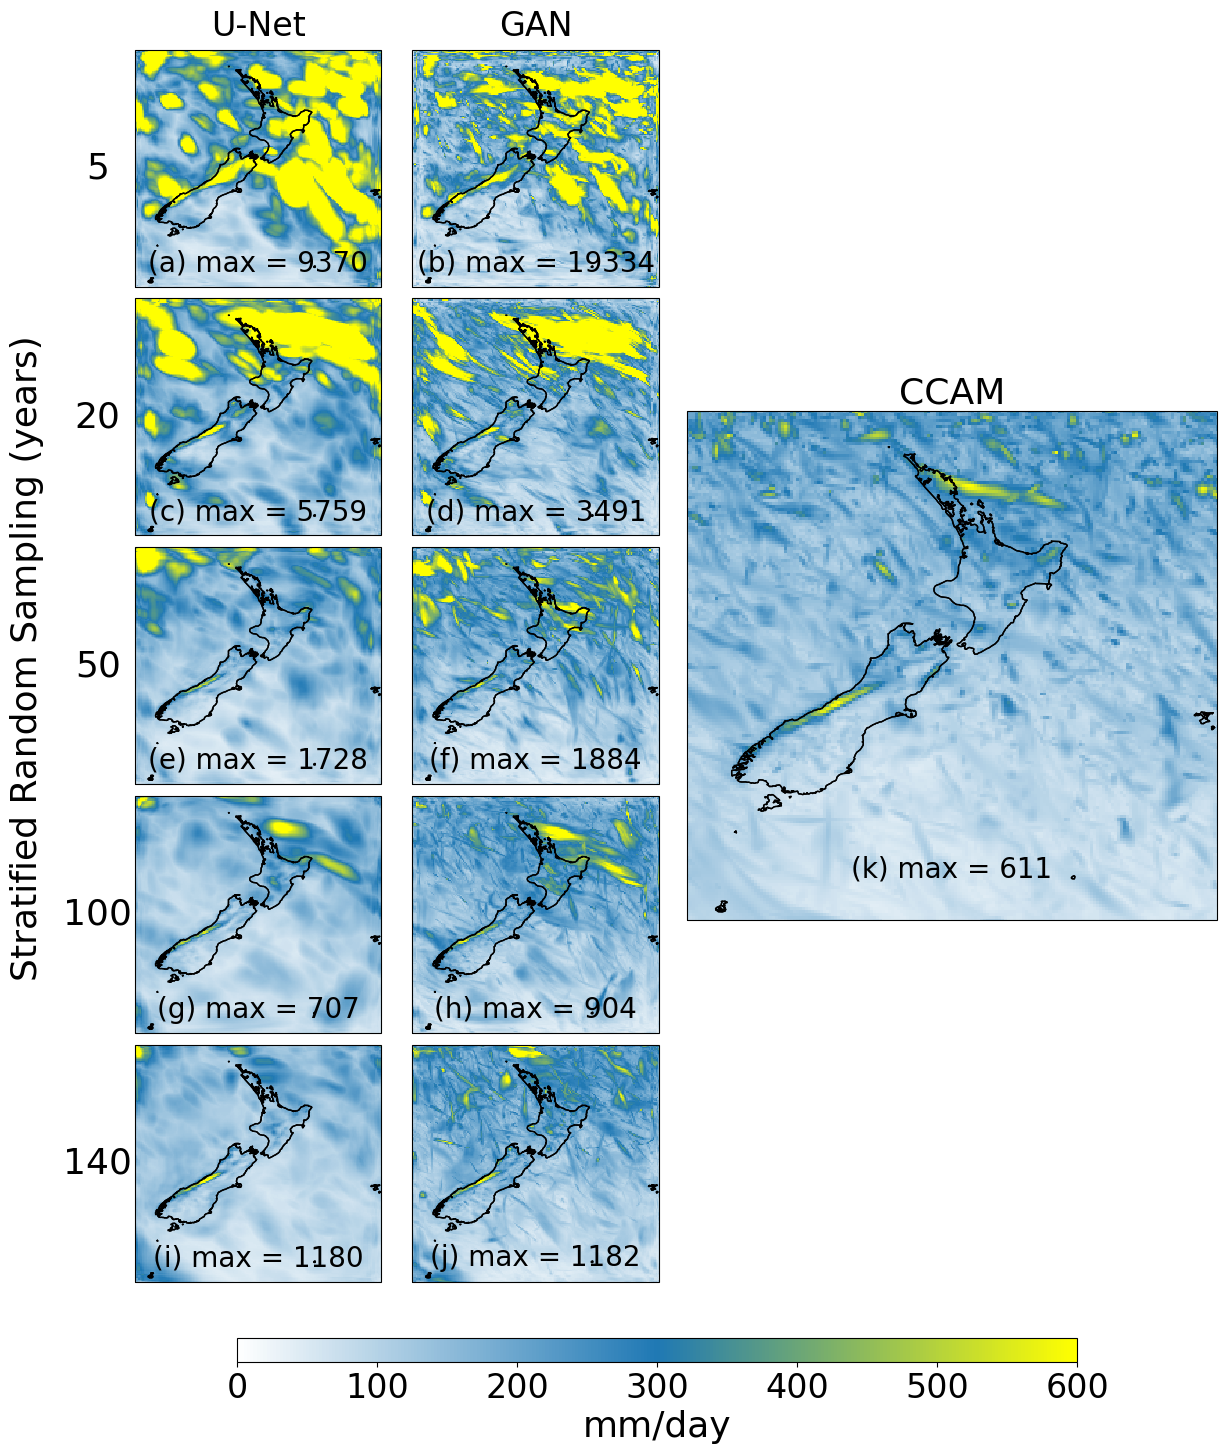 U-Net
GAN
Stratified Random Sampling (years)
5
(a) max = 9370
(b) max = 19334
20
(c) max = 5759
(d) max = 3491
CCAM
50
(e) max = 1728
(f) max = 1884
(k) max = 611
100
(g) max = 707
(h) max = 904
140
(i) max = 1180
(j) max = 1182
0 100 200 300 400 500 600
mm/day